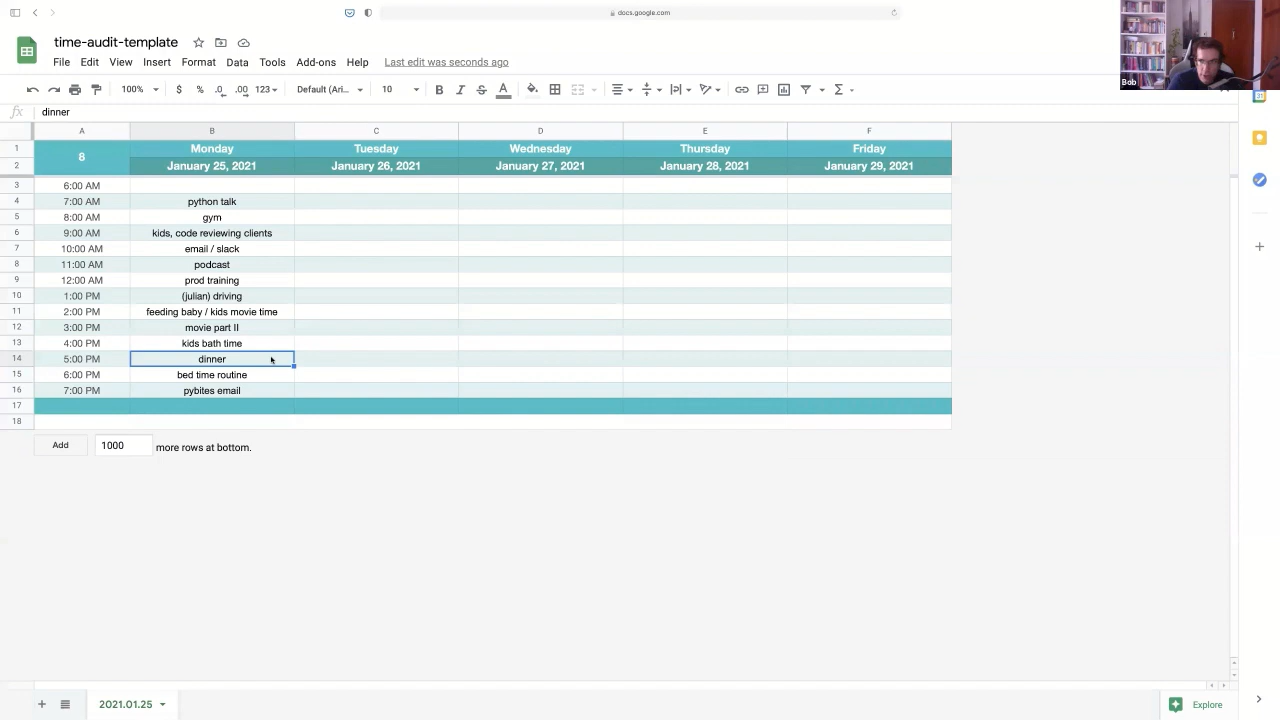 docs.google.com
time-audit-template
File Edit View Insert Format Data Tools Add-ons Help Last edit was seconds ago
100% $ % .0 .00 123 Default (Ari... 10 B I S A
fx dinner
A B C D E F
1 8 Monday Tuesday Wednesday Thursday Friday
2 January 25, 2021 January 26, 2021 January 27, 2021 January 28, 2021 January 29, 2021
3 6:00 AM
4 7:00 AM python talk
5 8:00 AM gym
6 9:00 AM kids, code reviewing clients
7 10:00 AM email / slack
8 11:00 AM podcast
9 12:00 AM prod training
10 1:00 PM (julian) driving
11 2:00 PM feeding baby / kids movie time
12 3:00 PM movie part II
13 4:00 PM kids bath time
14 5:00 PM dinner
15 6:00 PM bed time routine
16 7:00 PM pybites email
17
18
Add 1000 more rows at bottom.
2021.01.25
Explore
Bob